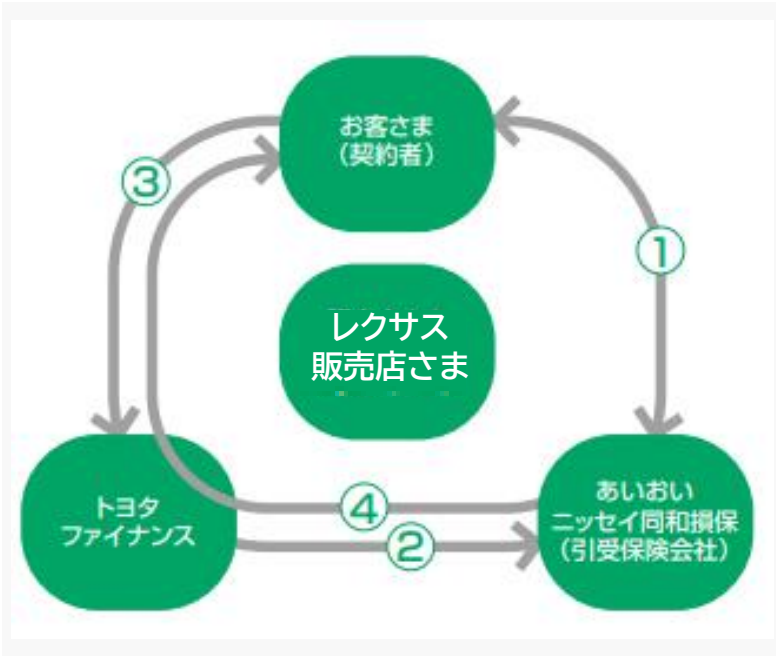 お客さま
（契約者）
③
①
レクサス
販売店さま
トヨタ
ファイナンス
④
②
あいおい
ニッセイ同和損保
（引受保険会社）